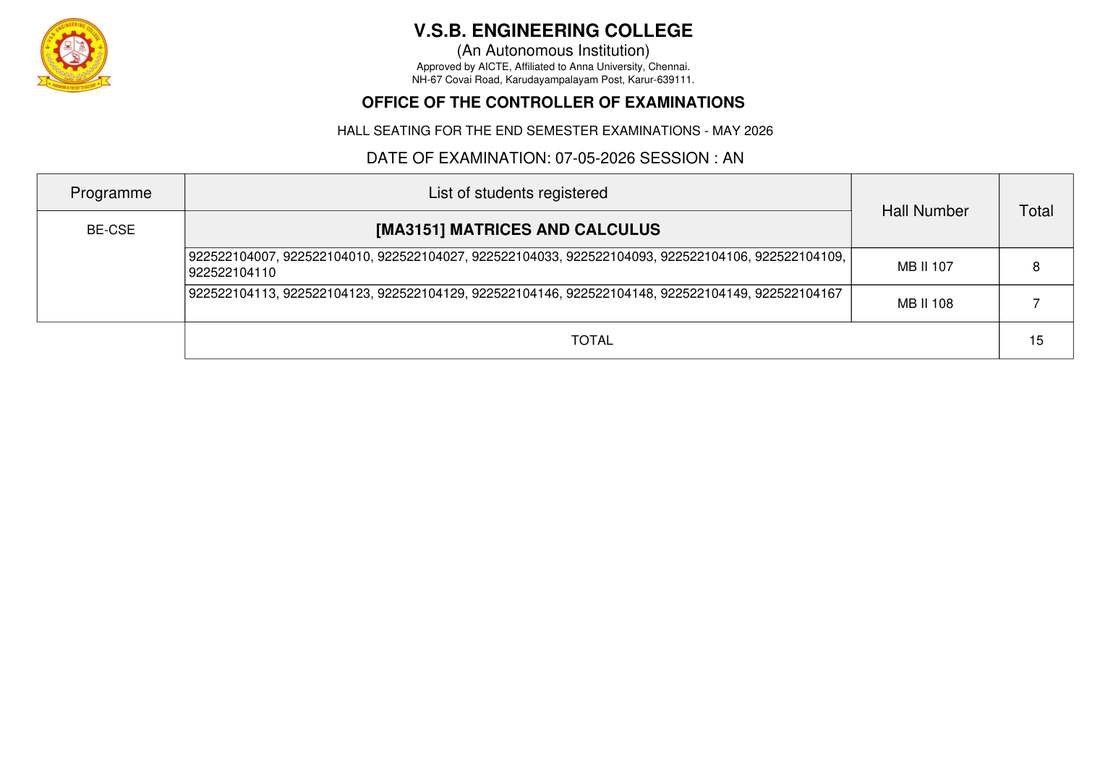 V.S.B. ENGINEERING COLLEGE
(An Autonomous Institution)
Approved by AICTE, Affiliated to Anna University, Chennai.
NH-67 Covai Road, Karudayampalayam Post, Karur-639111.
OFFICE OF THE CONTROLLER OF EXAMINATIONS
HALL SEATING FOR THE END SEMESTER EXAMINATIONS - MAY 2026
DATE OF EXAMINATION: 07-05-2026 SESSION : AN
Programme List of students registered Hall Number Total
BE-CSE [MA3151] MATRICES AND CALCULUS
922522104007, 922522104010, 922522104027, 922522104033, 922522104093, 922522104106, 922522104109,
922522104110 MB II 107 8
922522104113, 922522104123, 922522104129, 922522104146, 922522104148, 922522104149, 922522104167 MB II 108 7
TOTAL 15